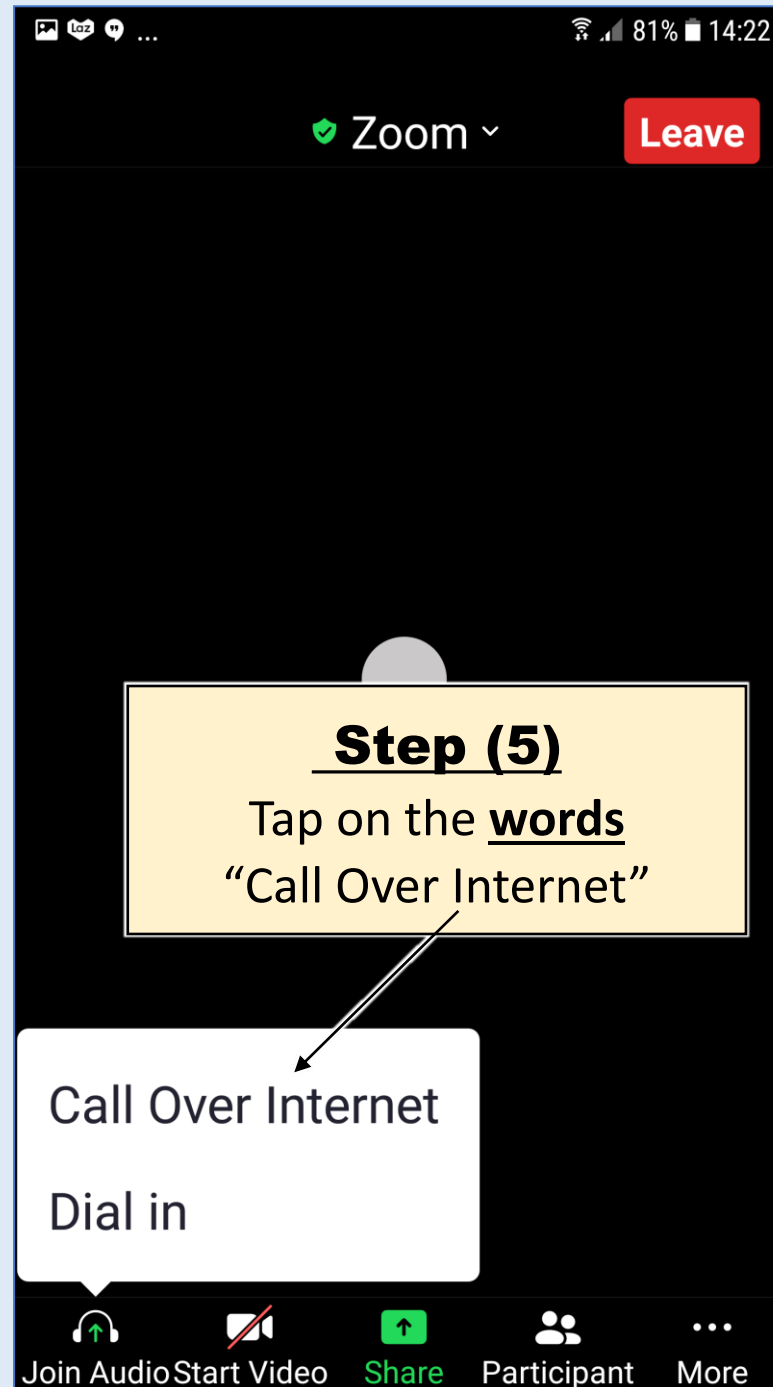 Laz ... 81% 14:22
Zoom Leave
Step (5)
Tap on the words
“Call Over Internet”
Call Over Internet
Dial in
Join Audio Start Video Share Participant More